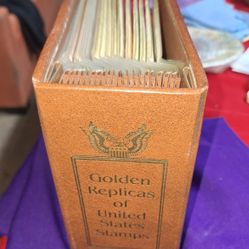 Golden
Replicas
of
United
States
Stamps